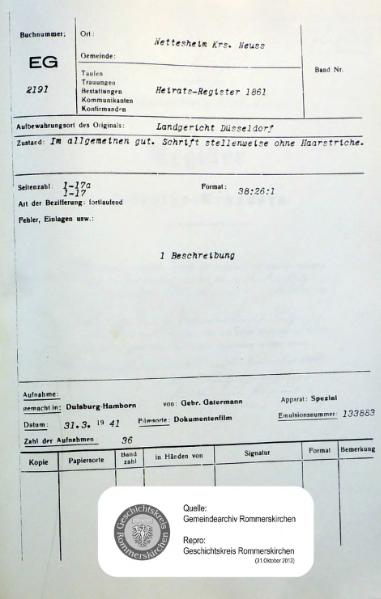 Buchnummer:
EG
2191
Ort:
Nettesheim Krs. Neuss
Gemeinde:
Taufen
Trauungen
Bestattungen
Kommunikanten
Konfirmanden
Heirats-Register 1861
Band Nr.
Aufbewahrungsort des Originals: Landgericht Düsseldorf
Zustand: Im allgemeinen gut. Schrift stellenweise ohne Haarstriche.
Seitenzahl: 1-17a
1-17
Format: 38:26:1
Art der Bezifferung: fortlaufend
Fehler, Einlagen usw.:
1 Beschreibung
Aufnahme:
gemacht in: Duisburg-Hamborn von: Gebr. Gatermann Apparat: Spezial
Datum: 31.3. 19 41 Filmsorte: Dokumentenfilm Emulsionsnummer: 133883
Zahl der Aufnahmen 36
Kopie Papiersorte Band zahl in Händen von Signatur Format Bemerkung
Geschichtskreis Rommerskirchen
Quelle:
Gemeindearchiv Rommerskirchen
Repro:
Geschichtskreis Rommerskirchen
(31.Oktober 2012)